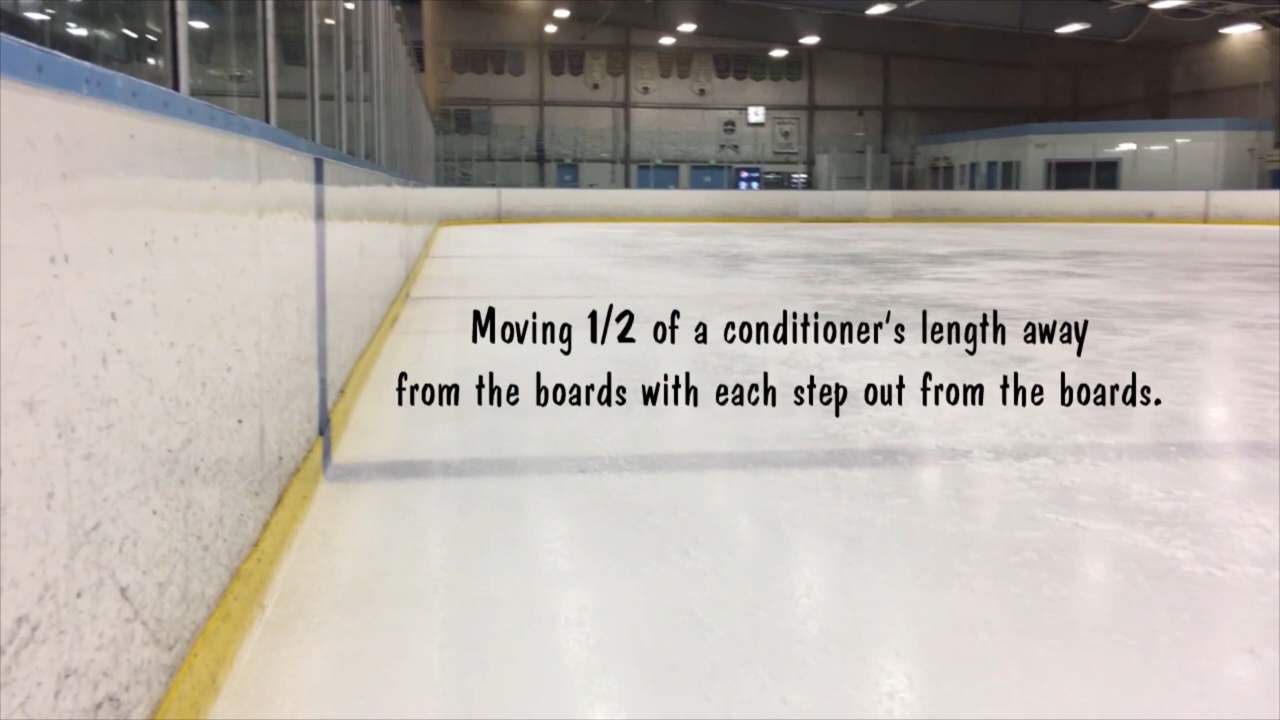 Moving 1/2 of a conditioner's length away
from the boards with each step out from the boards.